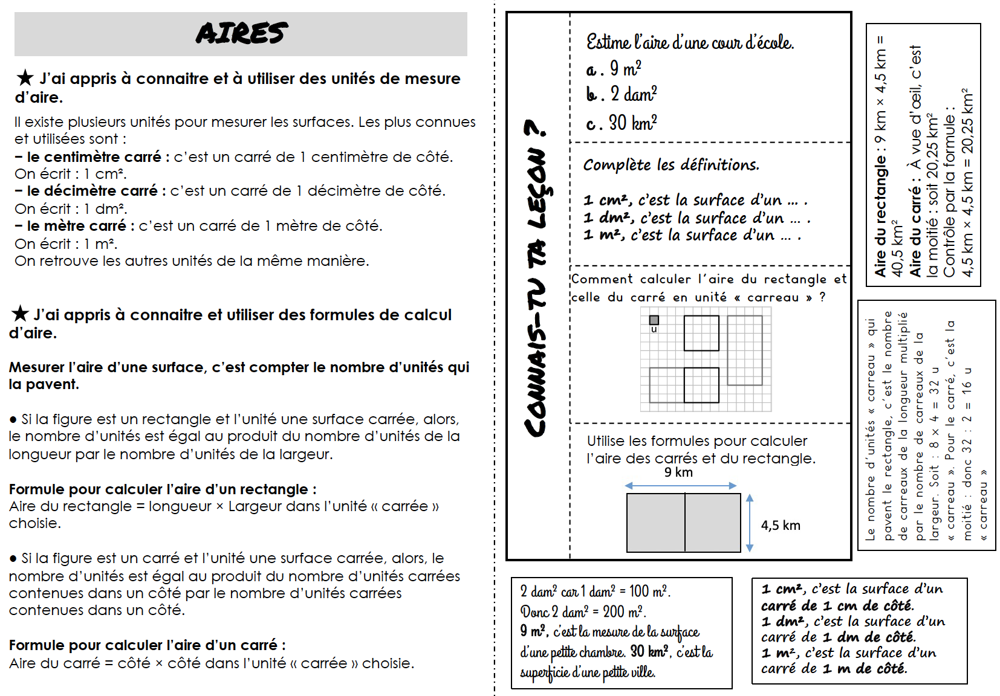 AIRES
★ J'ai appris à connaitre et à utiliser des unités de mesure
d'aire.
Il existe plusieurs unités pour mesurer les surfaces. Les plus connues
et utilisées sont :
– le centimètre carré : c'est un carré de 1 centimètre de côté.
On écrit : 1 cm².
– le décimètre carré : c'est un carré de 1 décimètre de côté.
On écrit : 1 dm².
– le mètre carré : c'est un carré de 1 mètre de côté.
On écrit : 1 m².
On retrouve les autres unités de la même manière.
★ J'ai appris à connaitre et utiliser des formules de calcul
d'aire.
Mesurer l'aire d'une surface, c'est compter le nombre d'unités qui
la pavent.
● Si la figure est un rectangle et l'unité une surface carrée, alors,
le nombre d'unités est égal au produit du nombre d'unités de la
longueur par le nombre d'unités de la largeur.
Formule pour calculer l'aire d'un rectangle :
Aire du rectangle = longueur × Largeur dans l'unité « carrée »
choisie.
● Si la figure est un carré et l'unité une surface carrée, alors, le
nombre d'unités est égal au produit du nombre d'unités carrées
contenues dans un côté par le nombre d'unités carrées
contenues dans un côté.
Formule pour calculer l'aire d'un carré :
Aire du carré = côté × côté dans l'unité « carrée » choisie.
CONNAIS-TU TA LEÇON ?
Estime l'aire d'une cour d'école.
a. 9 m²
b. 2 dam²
c. 30 km²
Complète les définitions.
1 cm², c'est la surface d'un ... .
1 dm², c'est la surface d'un ... .
1 m², c'est la surface d'un ... .
Comment calculer l'aire du rectangle et
celle du carré en unité « carreau » ?
u
Utilise les formules pour calculer
l'aire des carrés et du rectangle.
9 km
4,5 km
Aire du rectangle : 9 km × 4,5 km =
40,5 km²
Aire du carré : À vue d'œil, c'est
la moitié : soit 20,25 km²
Contrôle par la formule :
4,5 km × 4,5 km = 20,25 km²
Le nombre d'unités « carreau » qui
pavent le rectangle, c'est le nombre
de carreaux de la longueur multiplié
par le nombre de carreaux de la
largeur. Soit : 8 × 4 = 32 u
« carreau ». Pour le carré, c'est la
moitié : donc 32 : 2 = 16 u
« carreau »
2 dam² car 1 dam² = 100 m².
Donc 2 dam² = 200 m².
9 m², c'est la mesure de la surface
d'une petite chambre. 30 km², c'est la
superficie d'une petite ville.
1 cm², c'est la surface d'un
carré de 1 cm de côté.
1 dm², c'est la surface d'un
carré de 1 dm de côté.
1 m², c'est la surface d'un
carré de 1 m de côté.